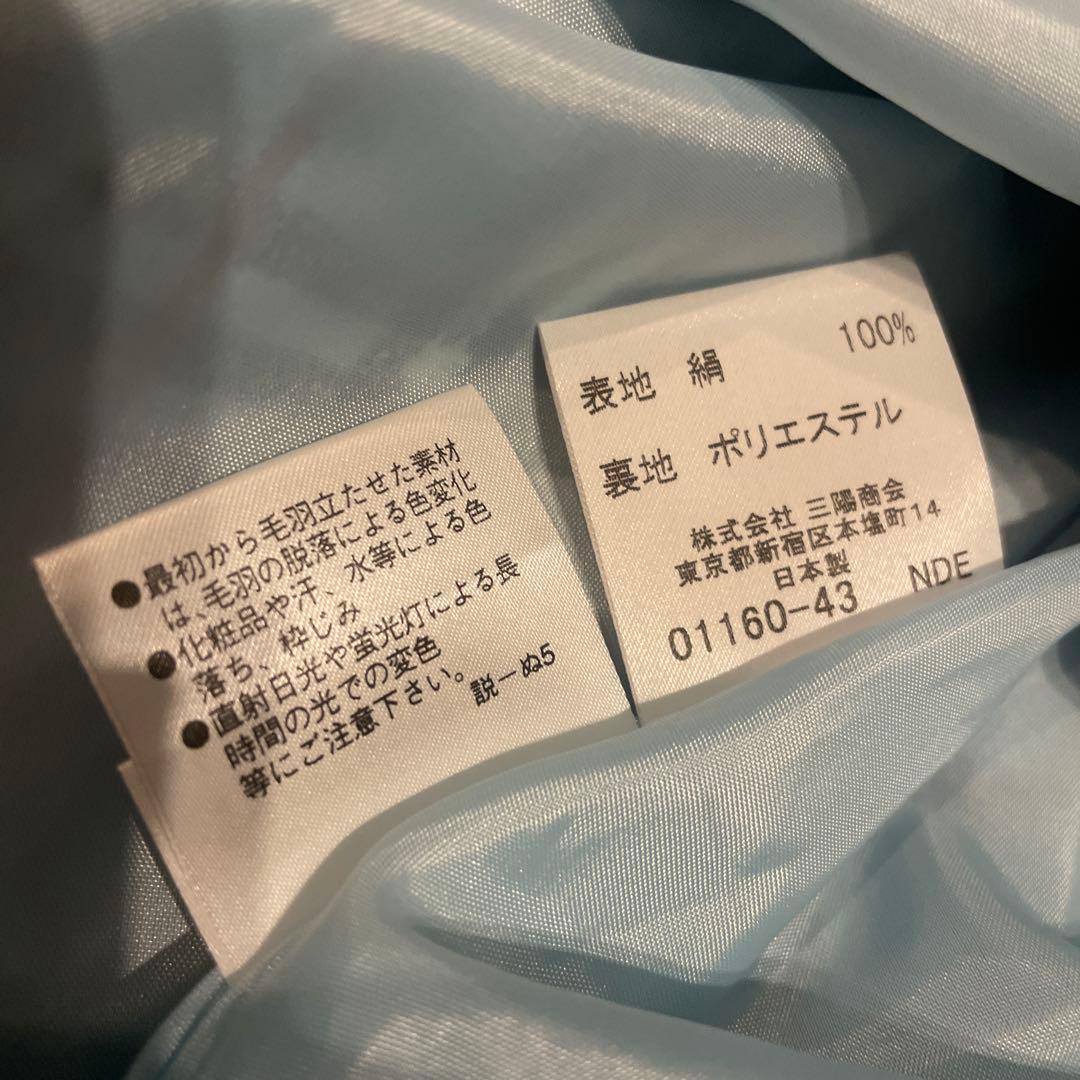 ●最初から毛羽立たせた素材
は、毛羽の脱落による色変化
●化粧品や汗、水等による色
落ち、枠じみ
●直射日光や蛍光灯による長
時間の光での変色
等にご注意下さい。
説ーぬ5
表地 絹 100%
裏地 ポリエステル
株式会社 三陽商会
東京都新宿区本塩町14
日本製
01160-43 NDE